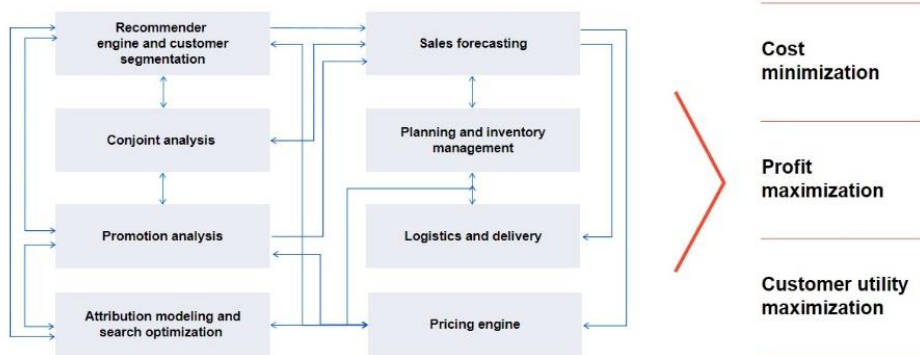 Recommender
engine and customer
segmentation
Sales forecasting
Conjoint analysis
Planning and inventory
management
Promotion analysis
Logistics and delivery
Attribution modeling and
search optimization
Pricing engine
Cost
minimization
Profit
maximization
Customer utility
maximization